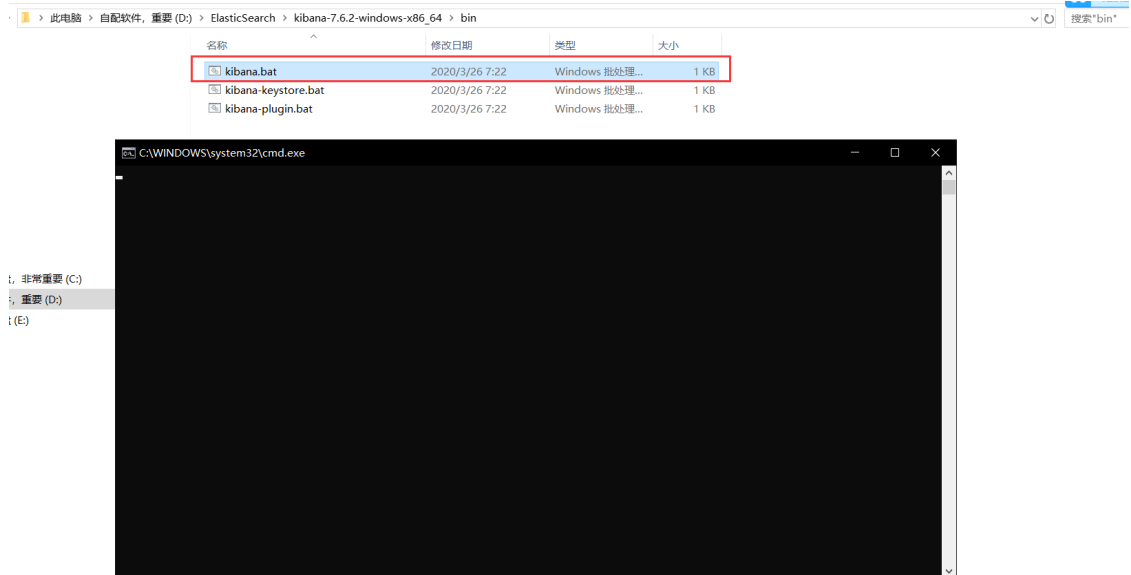 此电脑 > 自配软件，重要 (D:) > ElasticSearch > kibana-7.6.2-windows-x86_64 > bin
搜索"bin"
名称 修改日期 类型 大小
kibana.bat 2020/3/26 7:22 Windows 批处理... 1 KB
kibana-keystore.bat 2020/3/26 7:22 Windows 批处理... 1 KB
kibana-plugin.bat 2020/3/26 7:22 Windows 批处理... 1 KB
C:\WINDOWS\system32\cmd.exe
，非常重要 (C:)
，重要 (D:)
(E:)